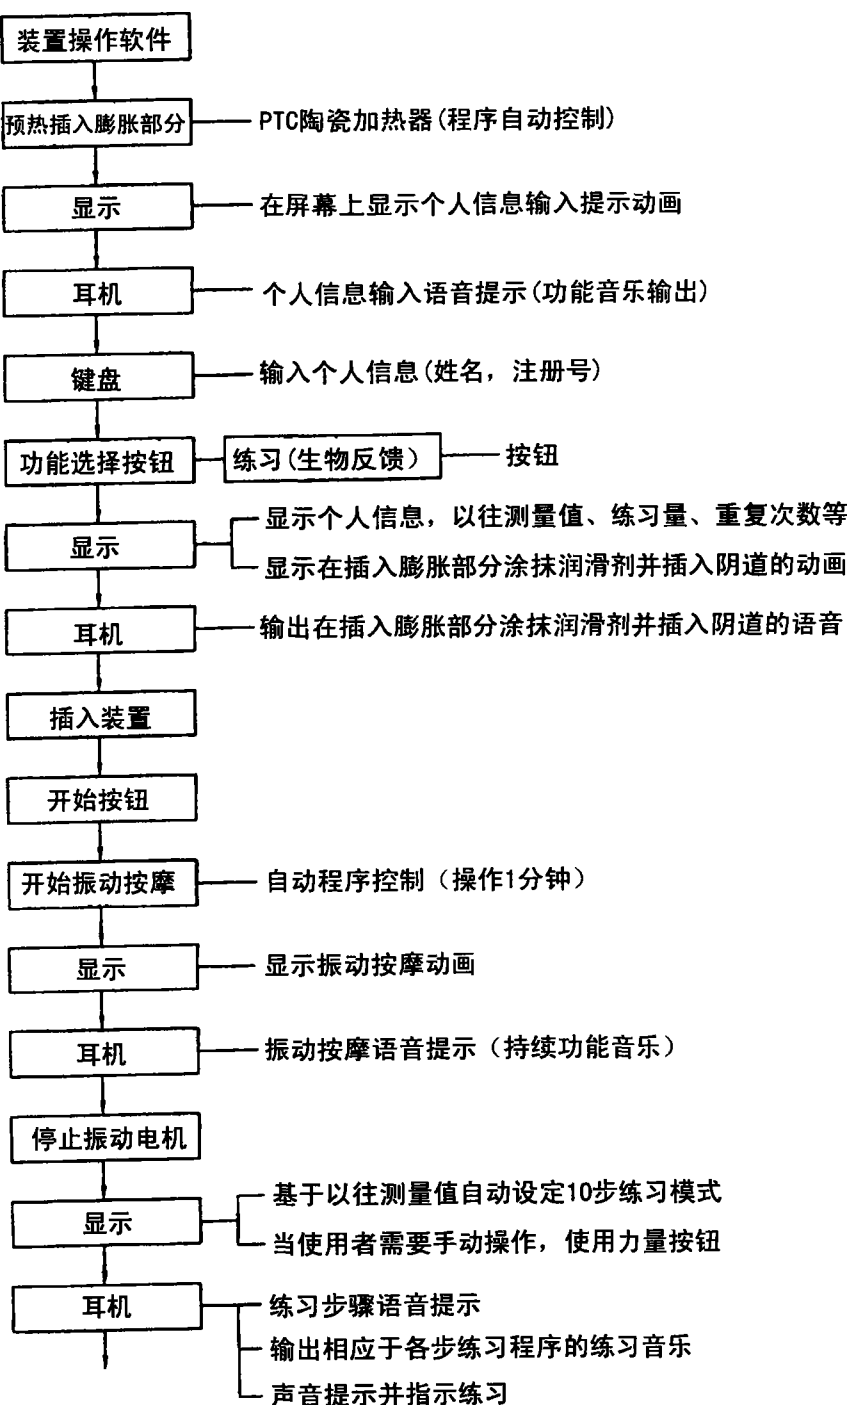 装置操作软件
预热插入膨胀部分 PTC陶瓷加热器(程序自动控制)
显示 在屏幕上显示个人信息输入提示动画
耳机 个人信息输入语音提示(功能音乐输出)
键盘 输入个人信息(姓名，注册号)
功能选择按钮 练习(生物反馈) 按钮
显示
显示个人信息，以往测量值、练习量、重复次数等
显示在插入膨胀部分涂抹润滑剂并插入阴道的动画
耳机 输出在插入膨胀部分涂抹润滑剂并插入阴道的语音
插入装置
开始按钮
开始振动按摩 自动程序控制（操作1分钟）
显示 显示振动按摩动画
耳机 振动按摩语音提示（持续功能音乐）
停止振动电机
显示
基于以往测量值自动设定10步练习模式
当使用者需要手动操作，使用力量按钮
耳机 练习步骤语音提示
输出相应于各步练习程序的练习音乐
声音提示并指示练习